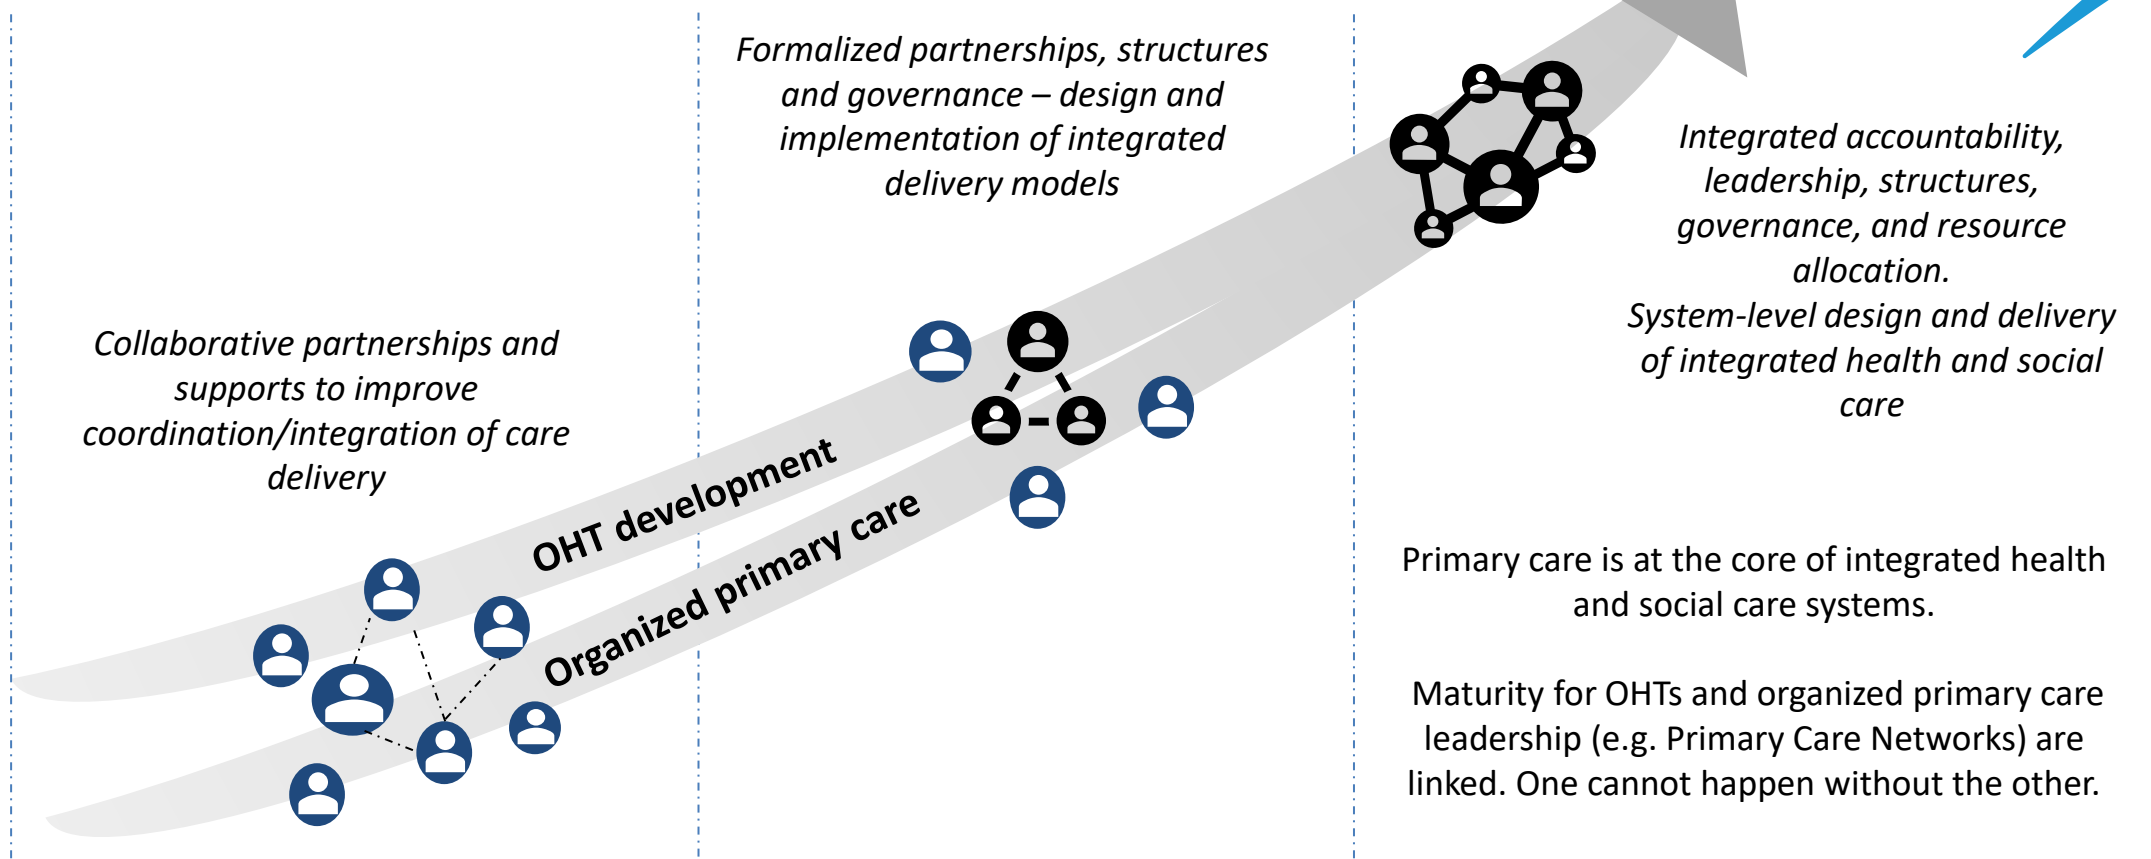 Collaborative partnerships and
supports to improve
coordination/integration of care
delivery
Formalized partnerships, structures
and governance – design and
implementation of integrated
delivery models
Integrated accountability,
leadership, structures,
governance, and resource
allocation.
System-level design and delivery
of integrated health and social
care
OHT development
Organized primary care
Primary care is at the core of integrated health
and social care systems.
Maturity for OHTs and organized primary care
leadership (e.g. Primary Care Networks) are
linked. One cannot happen without the other.